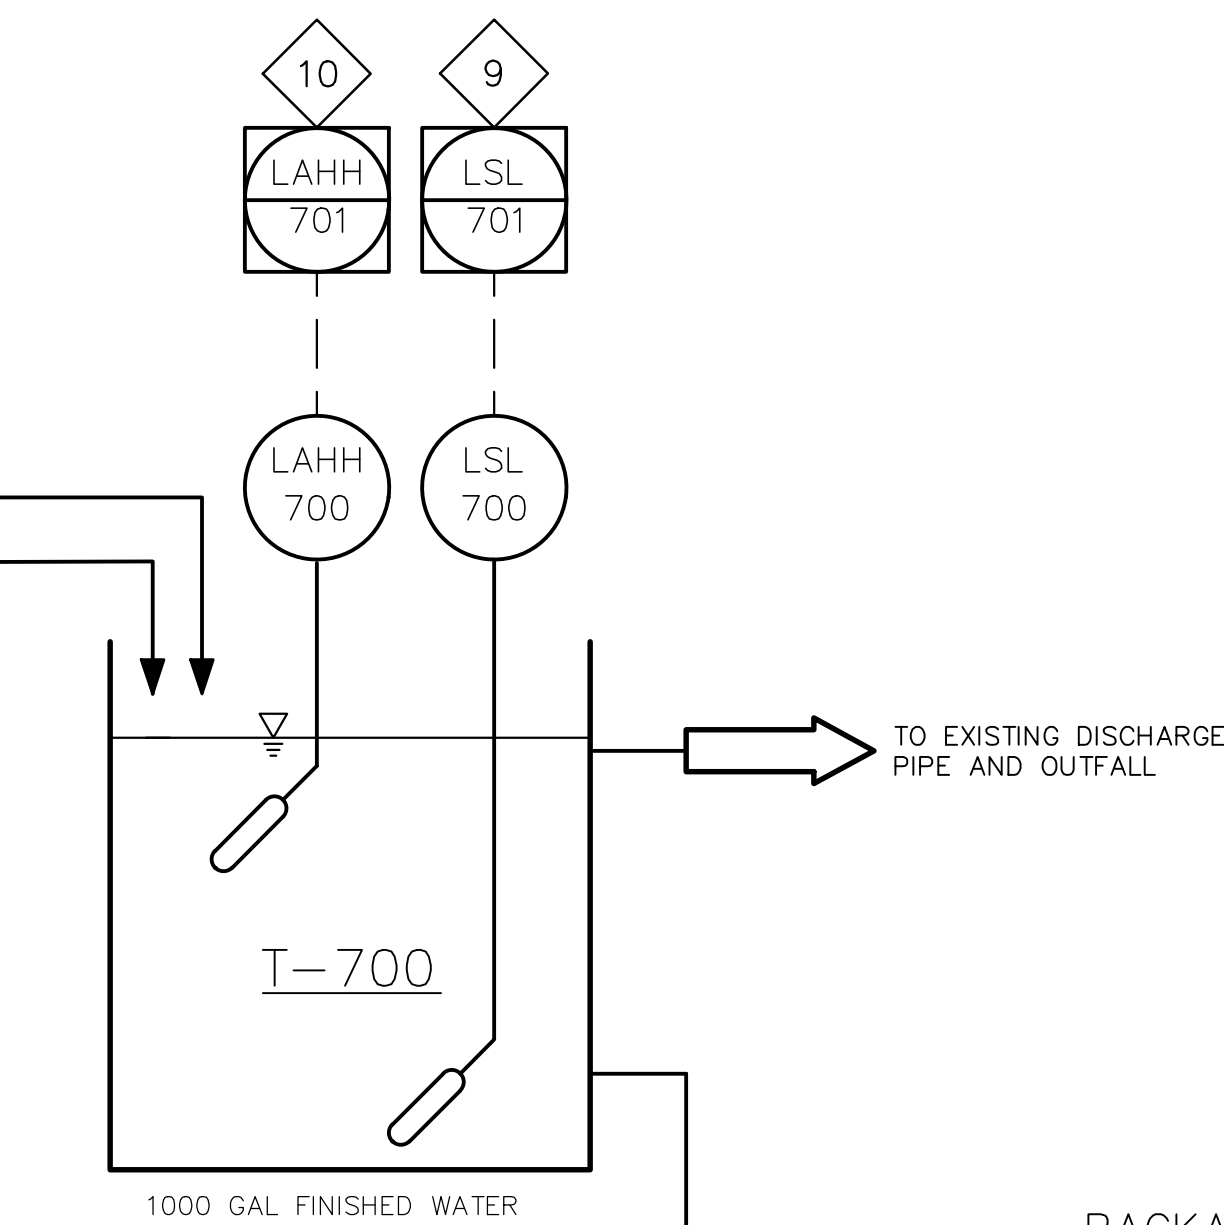 10
9
LAHH
701
LSL
701
LAHH
700
LSL
700
TO EXISTING DISCHARGE
PIPE AND OUTFALL
T-700
1000 GAL FINISHED WATER